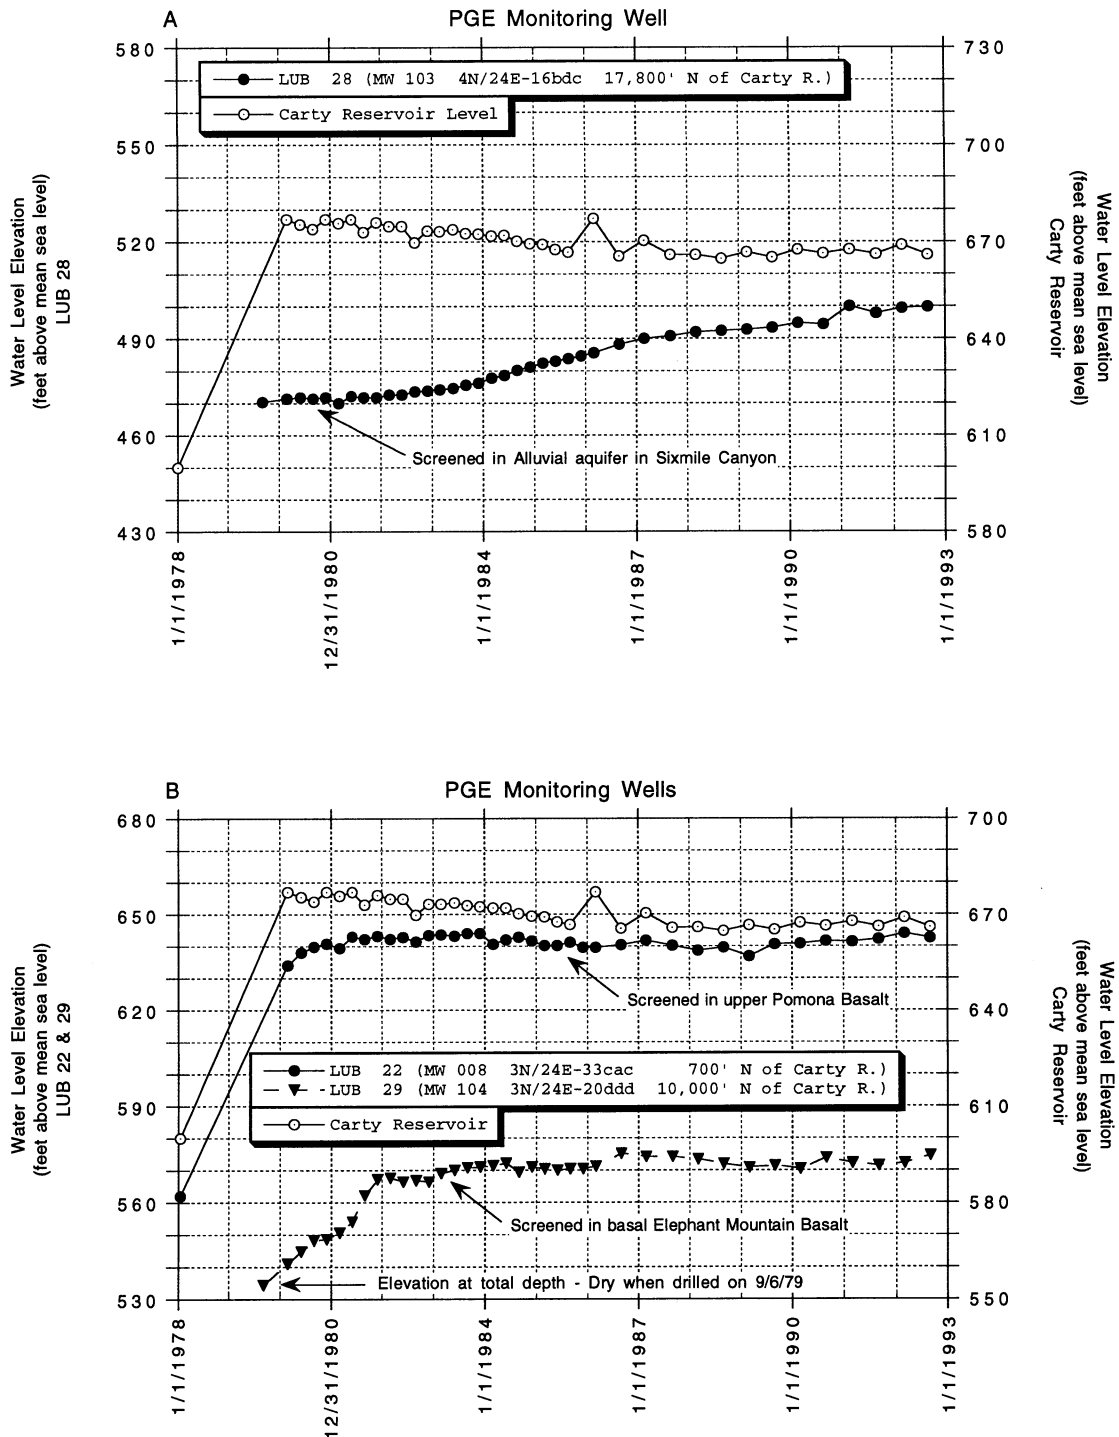 A
PGE Monitoring Well
580
550
520
490
460
430
730
700
670
640
610
580
LUB 28 (MW 103 4N/24E-16bdc 17,800' N of Carty R.)
Carty Reservoir Level
Water Level Elevation
(feet above mean sea level)
LUB 28
Water Level Elevation
(feet above mean sea level)
Carty Reservoir
Screened in Alluvial aquifer in Sixmile Canyon
1/1/1978
12/31/1980
1/1/1984
1/1/1987
1/1/1990
1/1/1993
B
PGE Monitoring Wells
680
650
620
590
560
530
700
670
640
610
580
550
Water Level Elevation
(feet above mean sea level)
LUB 22 & 29
Water Level Elevation
(feet above mean sea level)
Carty Reservoir
Screened in upper Pomona Basalt
LUB 22 (MW 008 3N/24E-33cac 700' N of Carty R.)
LUB 29 (MW 104 3N/24E-20ddd 10,000' N of Carty R.)
Carty Reservoir
Screened in basal Elephant Mountain Basalt
Elevation at total depth - Dry when drilled on 9/6/79
1/1/1978
12/31/1980
1/1/1984
1/1/1987
1/1/1990
1/1/1993